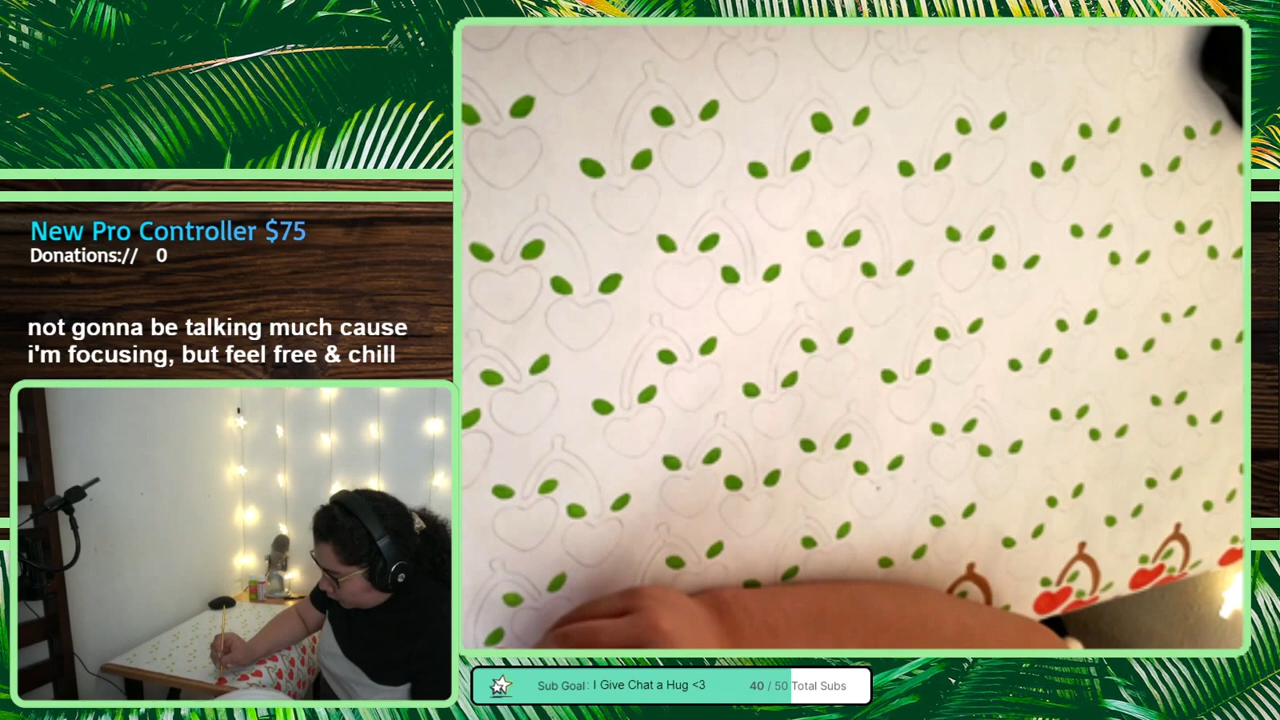 New Pro Controller $75
Donations:// 0
not gonna be talking much cause
i'm focusing, but feel free & chill
Sub Goal: I Give Chat a Hug <3 40 / 50 Total Subs